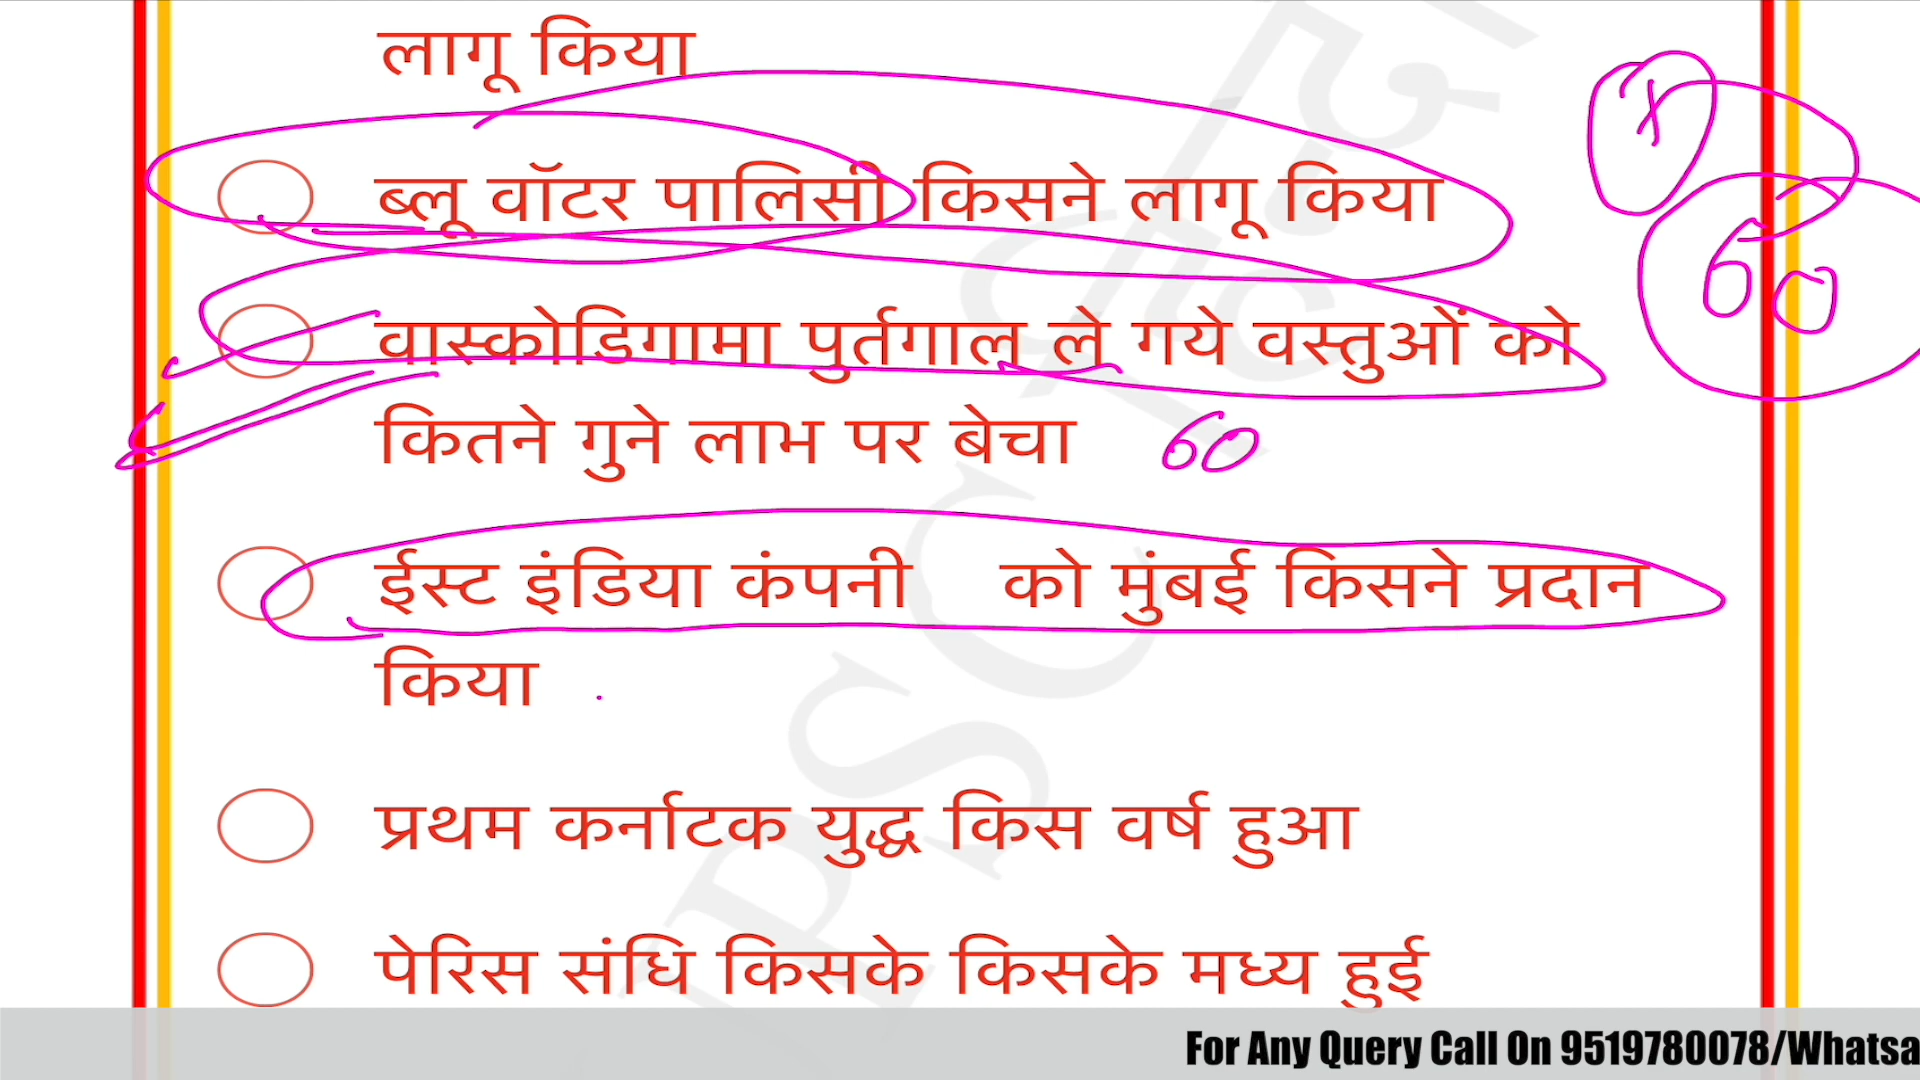 लागू किया
ब्लू वॉटर पालिसी किसने लागू किया
वास्कोडिगामा पुर्तगाल ले गये वस्तुओं को
कितने गुने लाभ पर बेचा 60
60
ईस्ट इंडिया कंपनी को मुंबई किसने प्रदान
किया
प्रथम कर्नाटक युद्ध किस वर्ष हुआ
पेरिस संधि किसके किसके मध्य हुई
For Any Query Call On 9519780078/Whatsa